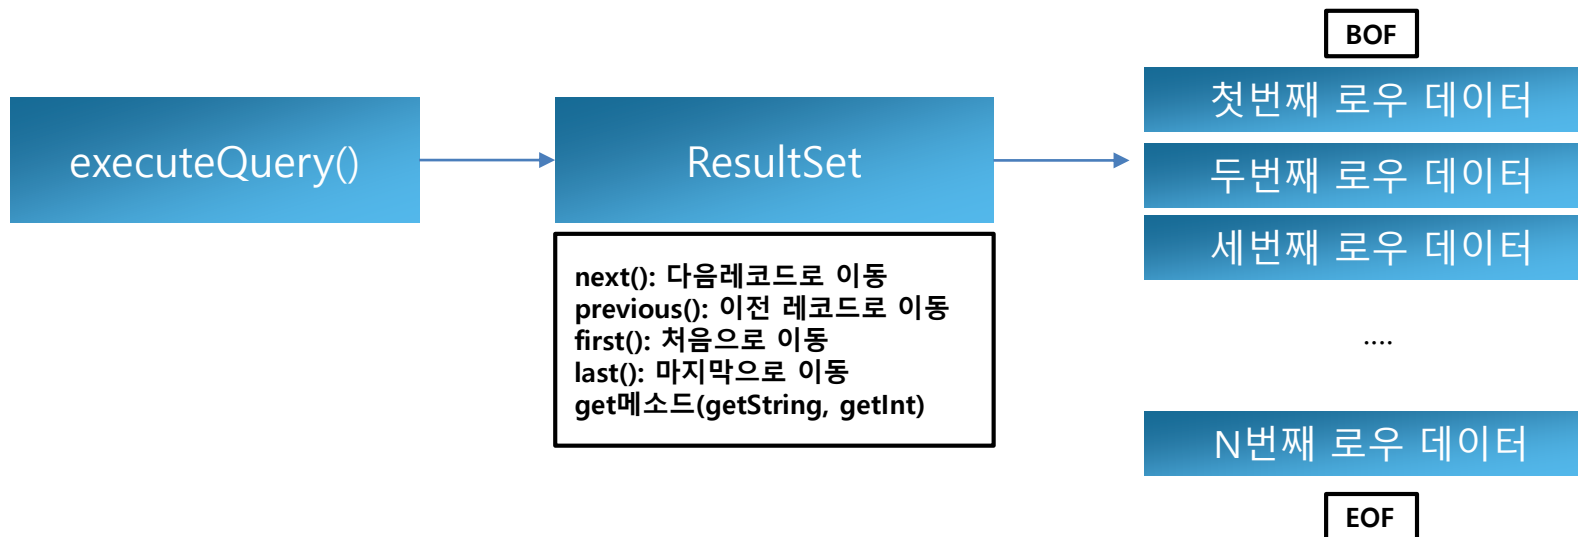 executeQuery()
ResultSet
next(): 다음레코드로 이동
previous(): 이전 레코드로 이동
first(): 처음으로 이동
last(): 마지막으로 이동
get메소드(getString, getInt)
BOF
첫번째 로우 데이터
두번째 로우 데이터
세번째 로우 데이터
....
N번째 로우 데이터
EOF